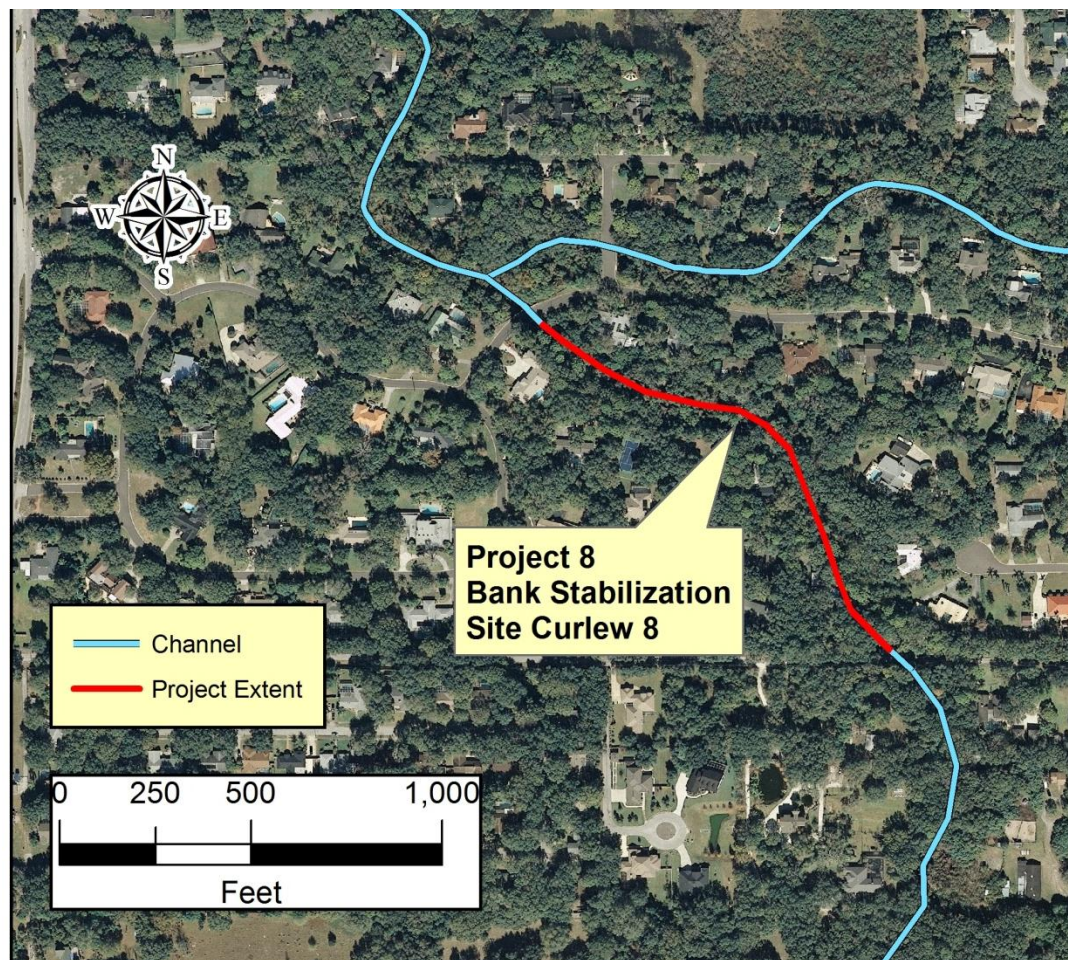 N
W E
S
Project 8
Bank Stabilization
Site Curlew 8
Channel
Project Extent
0 250 500 1,000
Feet